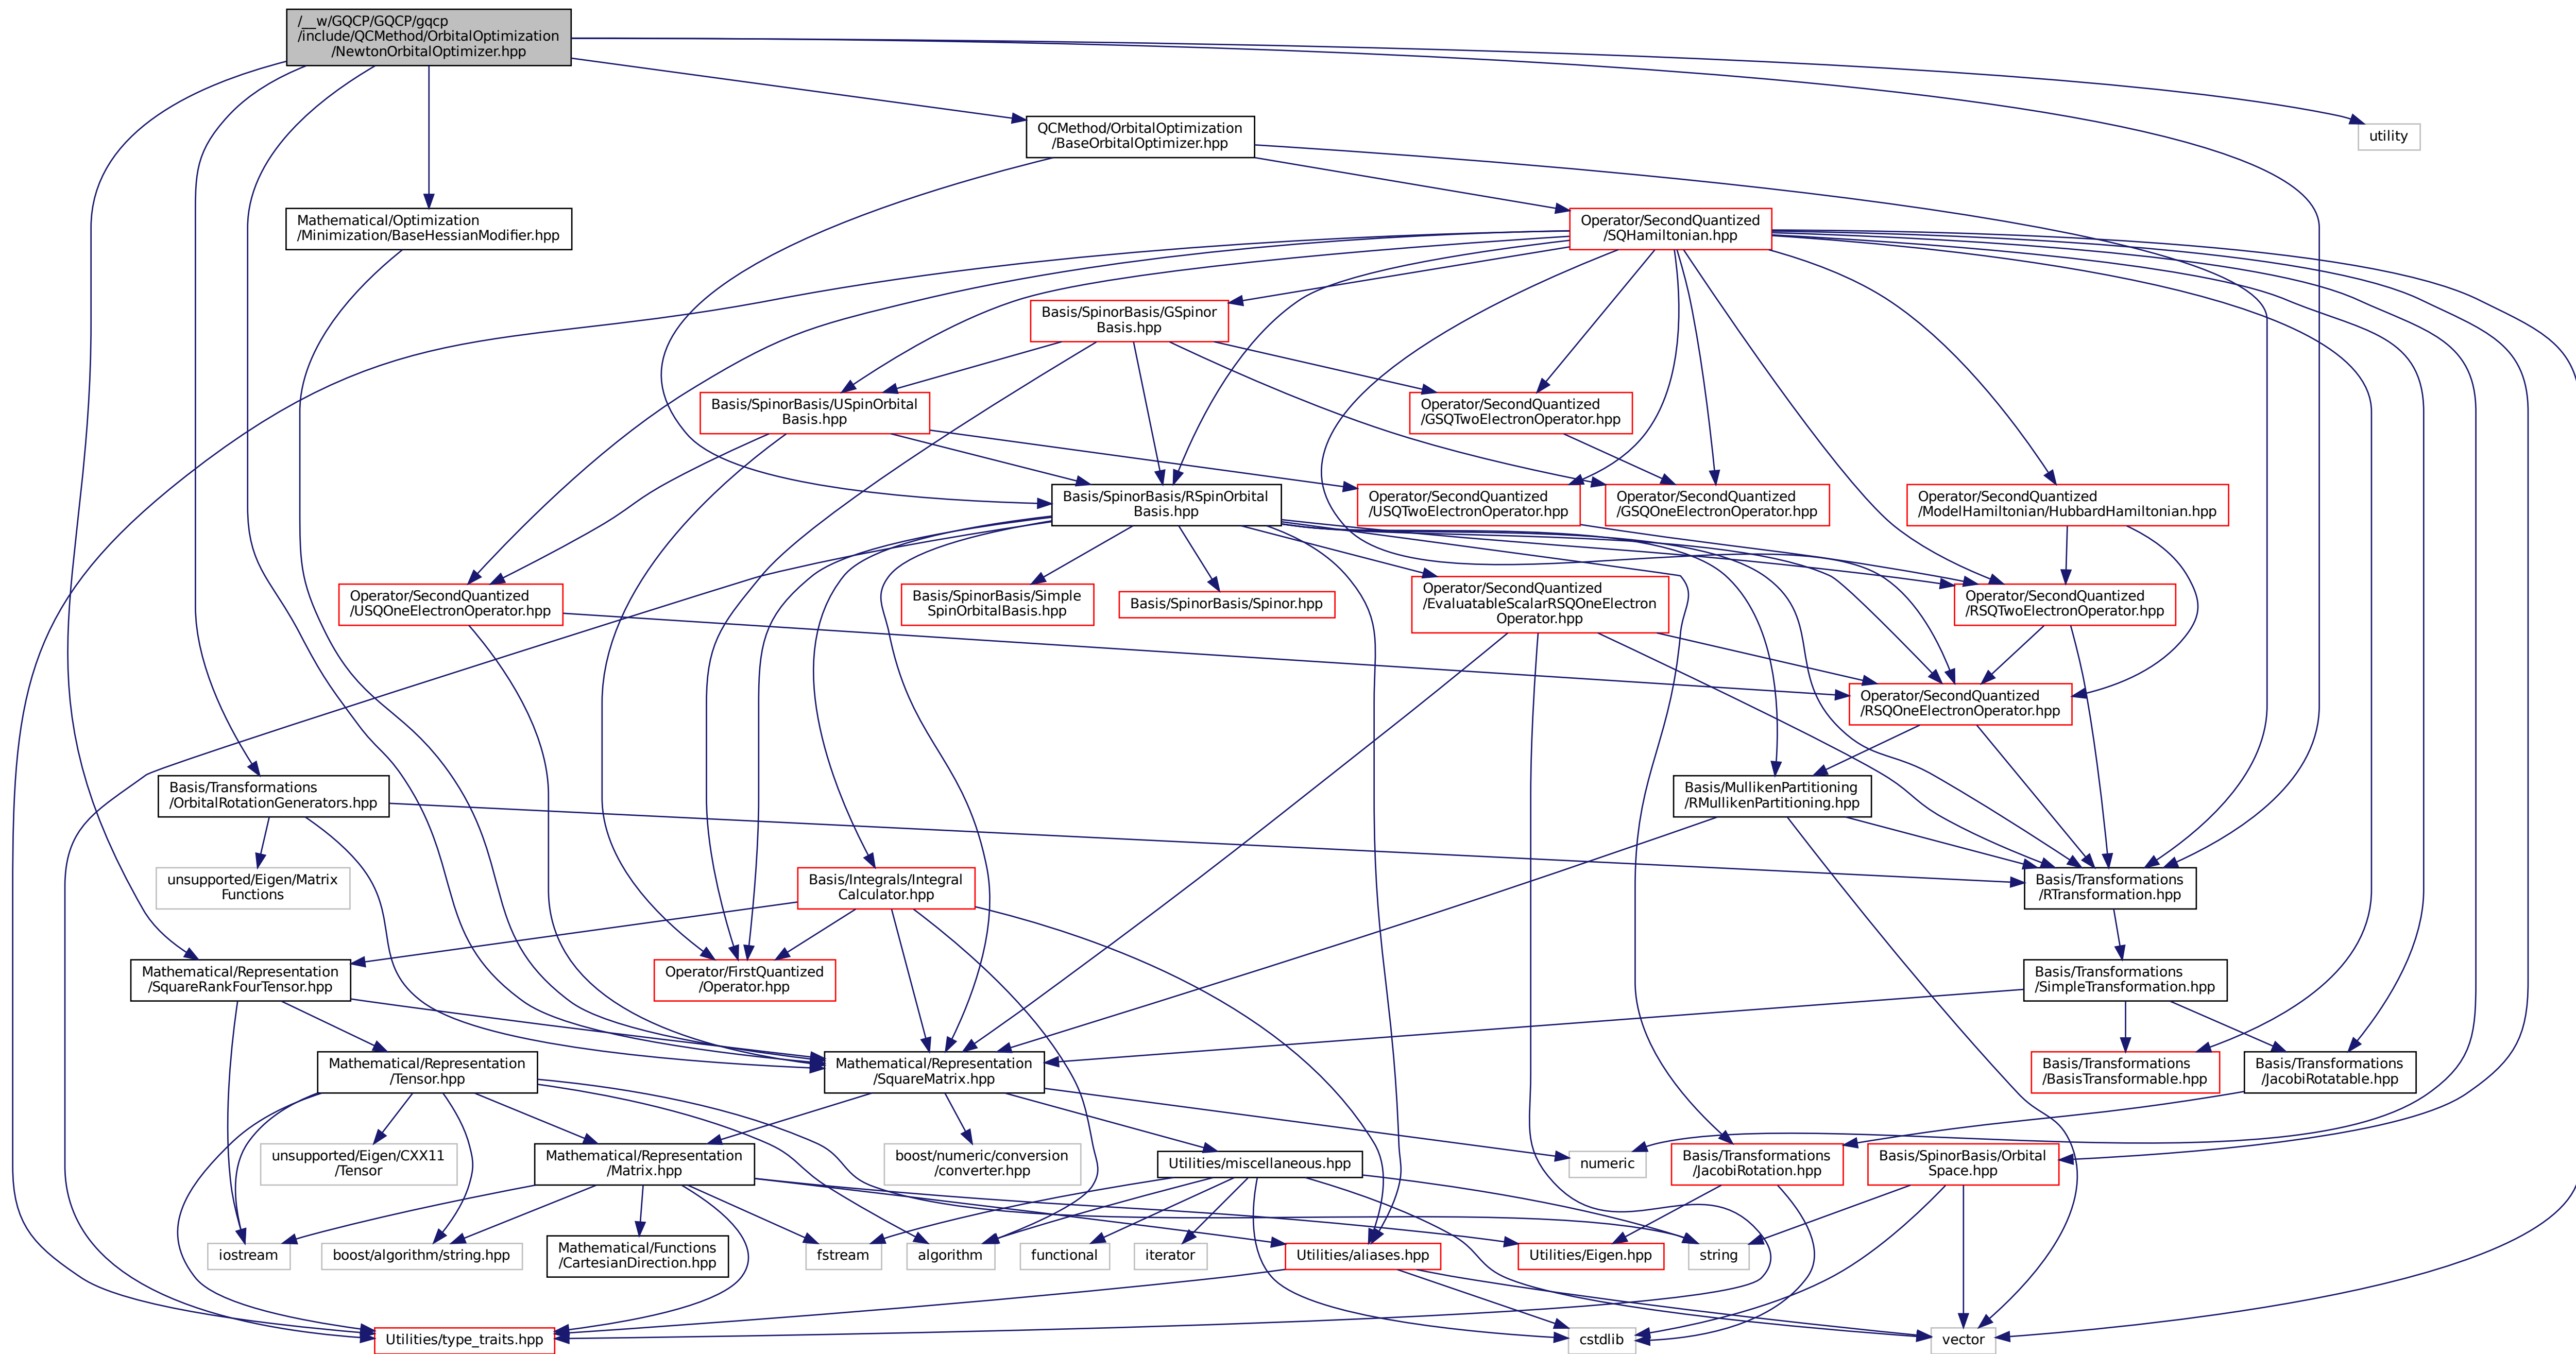 /__w/GQCP/GQCP/gqcp
/include/QCMethod/OrbitalOptimization
/NewtonOrbitalOptimizer.hpp
QCMethod/OrbitalOptimization
/BaseOrbitalOptimizer.hpp
utility
Mathematical/Optimization
/Minimization/BaseHessianModifier.hpp
Operator/SecondQuantized
/SQHamiltonian.hpp
Basis/SpinorBasis/GSpinor
Basis.hpp
Basis/SpinorBasis/USpinOrbital
Basis.hpp
Operator/SecondQuantized
/GSQTwoElectronOperator.hpp
Basis/SpinorBasis/RSpinOrbital
Basis.hpp
Operator/SecondQuantized
/USQTwoElectronOperator.hpp
Operator/SecondQuantized
/GSQOneElectronOperator.hpp
Operator/SecondQuantized
/ModelHamiltonian/HubbardHamiltonian.hpp
Operator/SecondQuantized
/USQOneElectronOperator.hpp
Basis/SpinorBasis/Simple
SpinOrbitalBasis.hpp
Basis/SpinorBasis/Spinor.hpp
Operator/SecondQuantized
/EvaluatableScalarRSQOneElectron
Operator.hpp
Operator/SecondQuantized
/RSQTwoElectronOperator.hpp
Operator/SecondQuantized
/RSQOneElectronOperator.hpp
Basis/Transformations
/OrbitalRotationGenerators.hpp
Basis/MullikenPartitioning
/RMullikenPartitioning.hpp
unsupported/Eigen/Matrix
Functions
Basis/Integrals/Integral
Calculator.hpp
Basis/Transformations
/RTransformation.hpp
Mathematical/Representation
/SquareRankFourTensor.hpp
Operator/FirstQuantized
/Operator.hpp
Basis/Transformations
/SimpleTransformation.hpp
Mathematical/Representation
/Tensor.hpp
Mathematical/Representation
/SquareMatrix.hpp
Basis/Transformations
/BasisTransformable.hpp
Basis/Transformations
/JacobiRotatable.hpp
unsupported/Eigen/CXX11
/Tensor
Mathematical/Representation
/Matrix.hpp
boost/numeric/conversion
/converter.hpp
Utilities/miscellaneous.hpp
numeric
Basis/Transformations
/JacobiRotation.hpp
Basis/SpinorBasis/Orbital
Space.hpp
iostream
boost/algorithm/string.hpp
Mathematical/Functions
/CartesianDirection.hpp
fstream
algorithm
functional
iterator
Utilities/aliases.hpp
Utilities/Eigen.hpp
string
Utilities/type_traits.hpp
cstdlib
vector